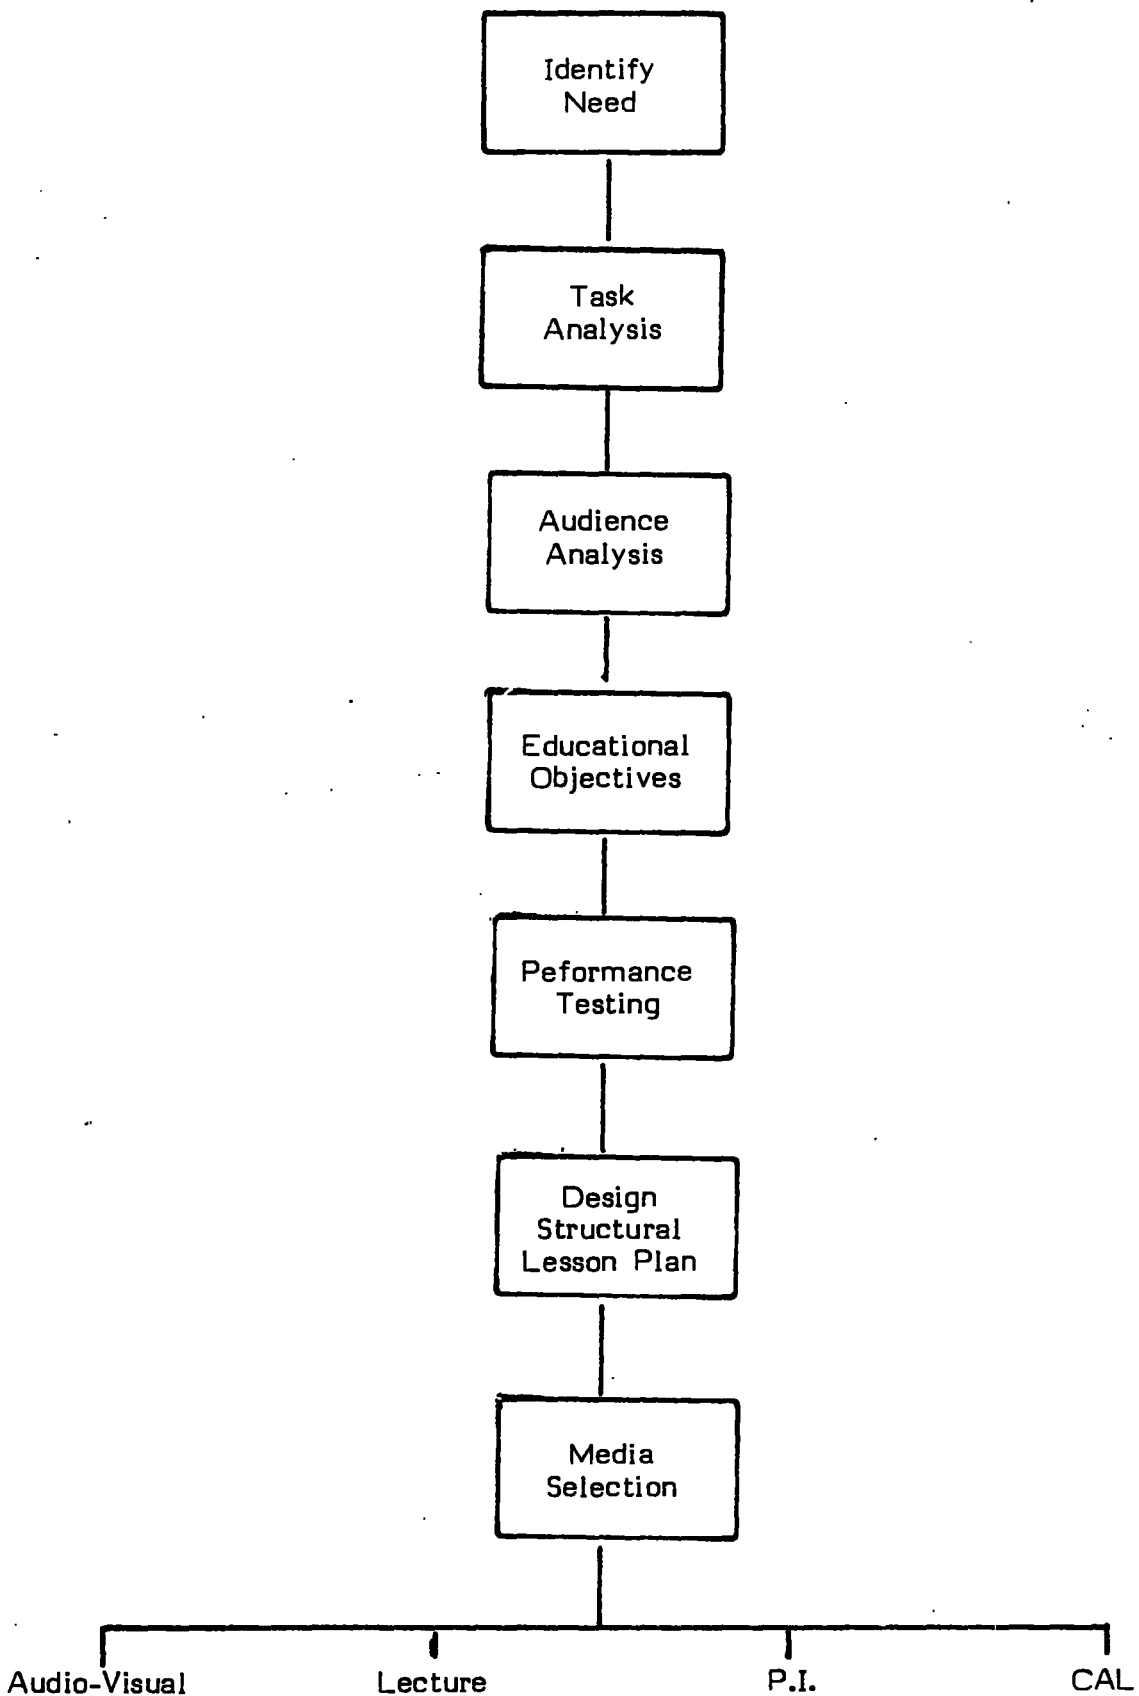 Identify
Need
Task
Analysis
Audience
Analysis
Educational
Objectives
Peformance
Testing
Design
Structural
Lesson Plan
Media
Selection
Audio-Visual
Lecture
P.I.
CAL